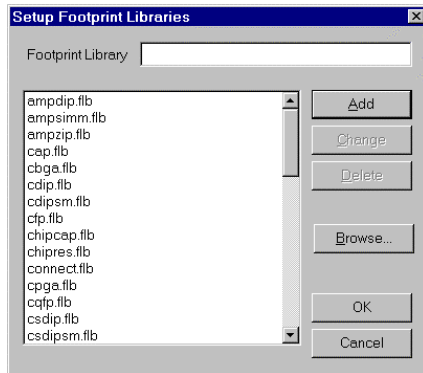 Setup Footprint Libraries
Footprint Library
ampdip.flb
ampsimm.flb
ampzip.flb
cap.flb
cbga.flb
cdip.flb
cdipsm.flb
cfp.flb
chipcap.flb
chipres.flb
connect.flb
cpga.flb
cqfp.flb
csdip.flb
csdipsm.flb
Add
Change
Delete
Browse...
OK
Cancel